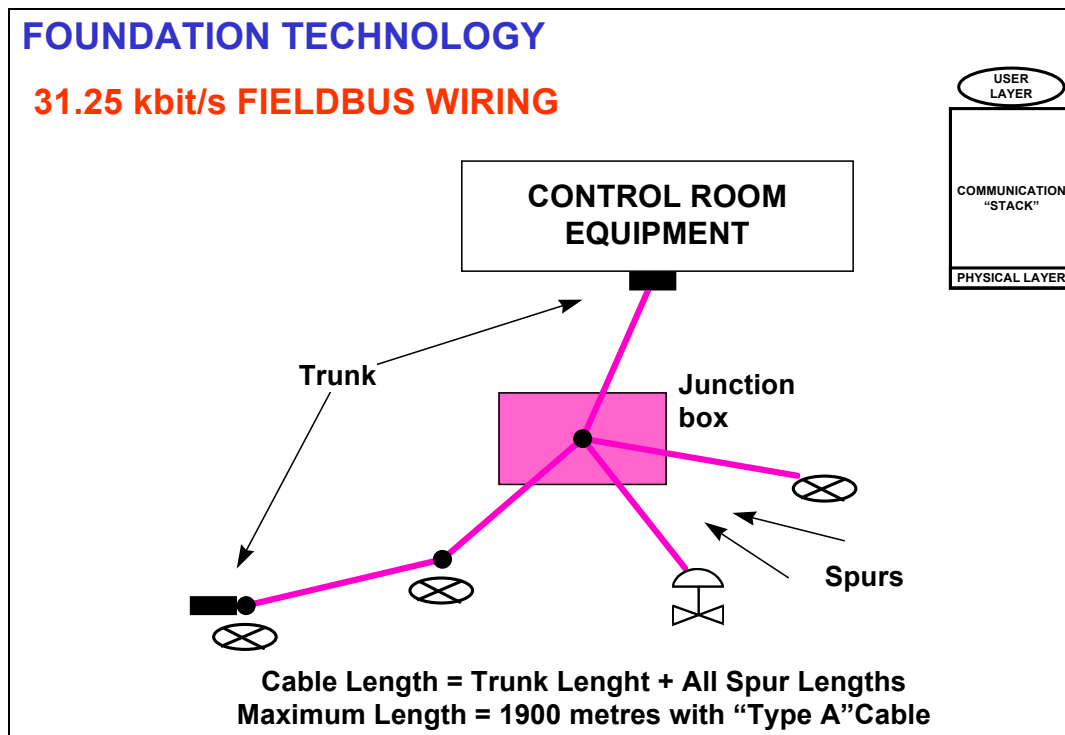 FOUNDATION TECHNOLOGY
31.25 kbit/s FIELDBUS WIRING
USER
LAYER
COMMUNICATION
“STACK”
PHYSICAL LAYER
CONTROL ROOM
EQUIPMENT
Trunk
Junction
box
Spurs
Cable Length = Trunk Lenght + All Spur Lengths
Maximum Length = 1900 metres with “Type A”Cable